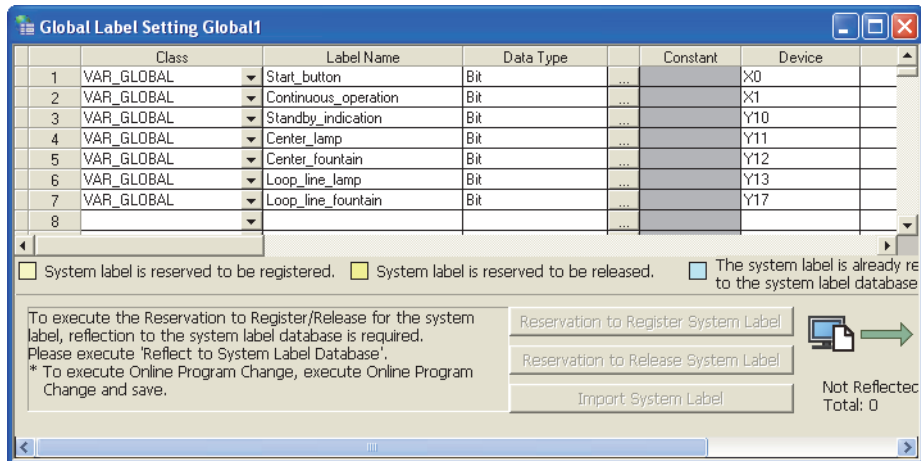 Global Label Setting Global1
Class Label Name Data Type Constant Device
1 VAR_GLOBAL Start_button Bit ... X0
2 VAR_GLOBAL Continuous_operation Bit ... X1
3 VAR_GLOBAL Standby_indication Bit ... Y10
4 VAR_GLOBAL Center_lamp Bit ... Y11
5 VAR_GLOBAL Center_fountain Bit ... Y12
6 VAR_GLOBAL Loop_line_lamp Bit ... Y13
7 VAR_GLOBAL Loop_line_fountain Bit ... Y17
8 ...
System label is reserved to be registered. System label is reserved to be released. The system label is already re
to the system label database
To execute the Reservation to Register/Release for the system
label, reflection to the system label database is required.
Please execute 'Reflect to System Label Database'.
* To execute Online Program Change, execute Online Program
Change and save.
Reservation to Register System Label
Reservation to Release System Label
Import System Label
Not Reflected
Total: 0